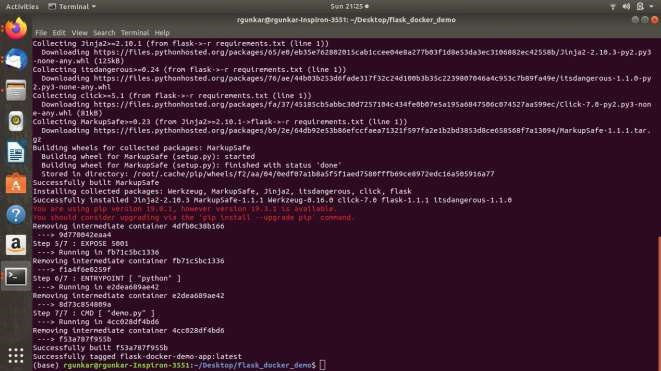 Activities Terminal Sun 21:25
rgunkar@rgunkar-Inspiron-3551: ~/Desktop/flask_docker_demo
File Edit View Search Terminal Help
Collecting Jinja2>=2.10.1 (from flask->-r requirements.txt (line 1))
Downloading https://files.pythonhosted.org/packages/65/e0/eb35e762802015cab1ccee04e8a277b03f1d8e53da3ec3106882ec42558b/Jinja2-2.10.3-py2.py3
-none-any.whl (125kB)
Collecting itsdangerous>=0.24 (from flask->-r requirements.txt (line 1))
Downloading https://files.pythonhosted.org/packages/76/ae/44b03b253d6fade317f32c24d100b3b35c2239807046a4c953c7b89fa49e/itsdangerous-1.1.0-py
2.py3-none-any.whl
Collecting click>=5.1 (from flask->-r requirements.txt (line 1))
Downloading https://files.pythonhosted.org/packages/fa/37/45185cb5abbc30d7257104c434fe0b07e5a195a6847506c074527aa599ec/Click-7.0-py2.py3-none
-any.whl (81kB)
Collecting MarkupSafe>=0.23 (from Jinja2>=2.10.1->flask->-r requirements.txt (line 1))
Downloading https://files.pythonhosted.org/packages/b9/2e/64db92e53b86efccfaea71321f597fa2e1b2bd3853d8ce658568f7a13094/MarkupSafe-1.1.1.tar.
gz
Building wheels for collected packages: MarkupSafe
Building wheel for MarkupSafe (setup.py): started
Building wheel for MarkupSafe (setup.py): finished with status 'done'
Stored in directory: /root/.cache/pip/wheels/f2/aa/04/0edf07a1b8a5f5f1aed7580fffb69ce8972edc16a505916a77
Successfully built MarkupSafe
Installing collected packages: Werkzeug, MarkupSafe, Jinja2, itsdangerous, click, flask
Successfully installed Jinja2-2.10.3 MarkupSafe-1.1.1 Werkzeug-0.16.0 click-7.0 flask-1.1.1 itsdangerous-1.1.0
You are using pip version 19.0.1, however version 19.3.1 is available.
You should consider upgrading via the 'pip install --upgrade pip' command.
Removing intermediate container 4dfb0c38b166
---> 9d770042eaa4
Step 5/7 : EXPOSE 5001
---> Running in fb71c5bc1336
Removing intermediate container fb71c5bc1336
---> f1a4f6e0259f
Step 6/7 : ENTRYPOINT [ "python" ]
---> Running in e2dea689ae42
Removing intermediate container e2dea689ae42
---> 8d73c854809a
Step 7/7 : CMD [ "demo.py" ]
---> Running in 4cc028df4bd6
Removing intermediate container 4cc028df4bd6
---> f53a787f955b
Successfully built f53a787f955b
Successfully tagged flask-docker-demo-app:latest
(base) rgunkar@rgunkar-Inspiron-3551:~/Desktop/flask_docker_demo$